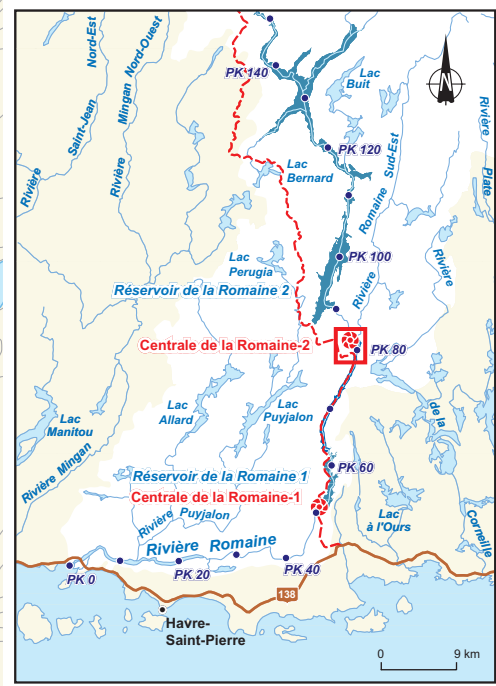 Nord-Est
Rivière
Saint-Jean
Nord-Ouest
Rivière
Mingan
PK 140
Lac
Buit
N
PK 120
Lac
Bernard
Romaine
Sud-Est
Rivière
Rivière
Plate
PK 100
Lac
Perugia
Réservoir de la Romaine 2
Rivière
Centrale de la Romaine-2
PK 80
Lac
Allard
Lac
Puyjalon
Lac
Manitou
de la
Rivière Mingan
PK 60
Réservoir de la Romaine 1
Centrale de la Romaine-1
Rivière Puyjalon
Lac
à l'Ours
Corneille
Rivière Romaine
PK 0
PK 20
PK 40
138
Havre-
Saint-Pierre
0 9 km